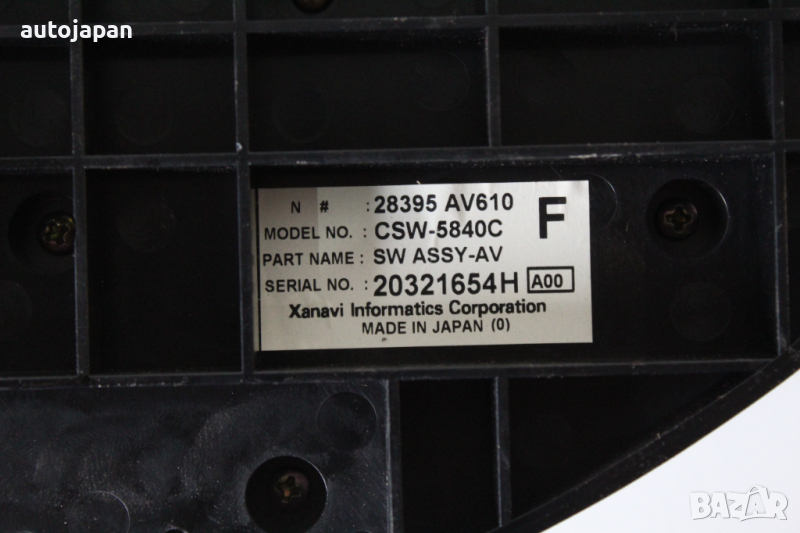 autojapan
N # : 28395 AV610
F
MODEL NO. : CSW-5840C
PART NAME : SW ASSY-AV
SERIAL NO. : 20321654H A00
Xanavi Informatics Corporation
MADE IN JAPAN (0)
BAZAR